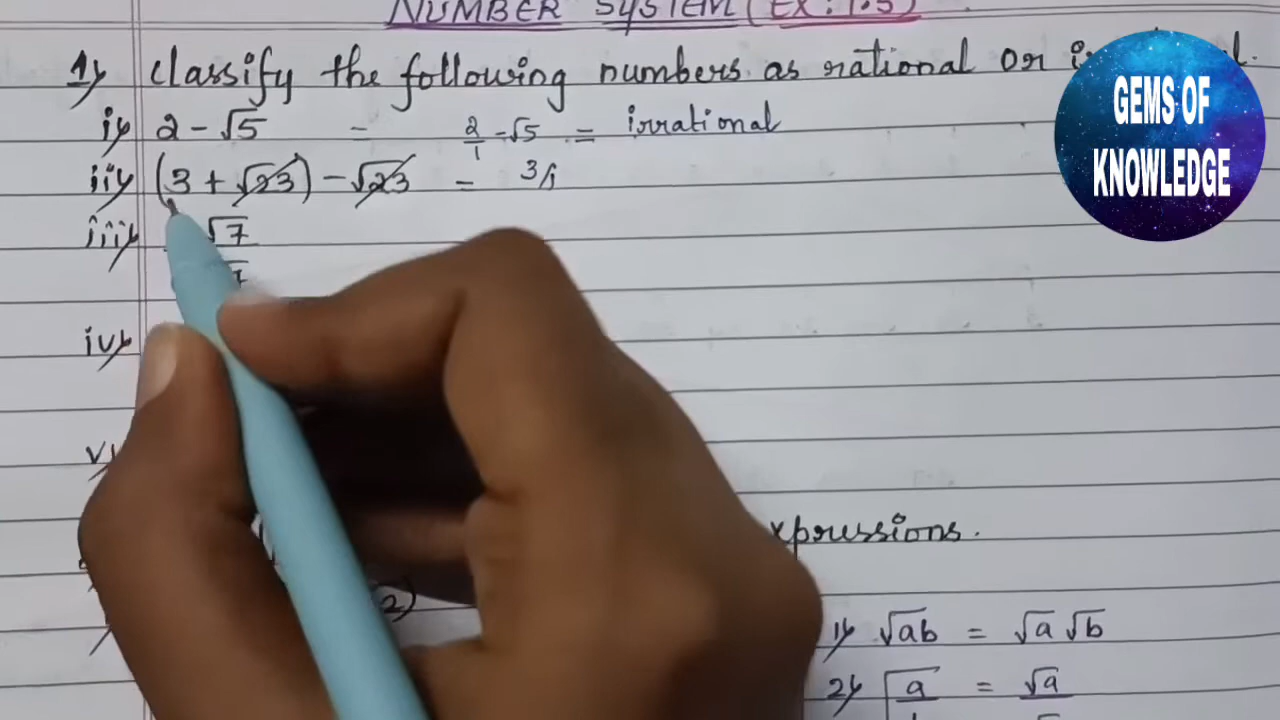 NUMBER SYSTEM (EX: 1.5)
1) Classify the following numbers as rational or
i) 2 - √5 = 2/1 - √5 = irrational
ii) (3 + √23) - √23 = 3/1
iii) √7
iv)
v)
xpressions.
2)
1) √ab = √a √b
2) √a = √a
GEMS OF
KNOWLEDGE